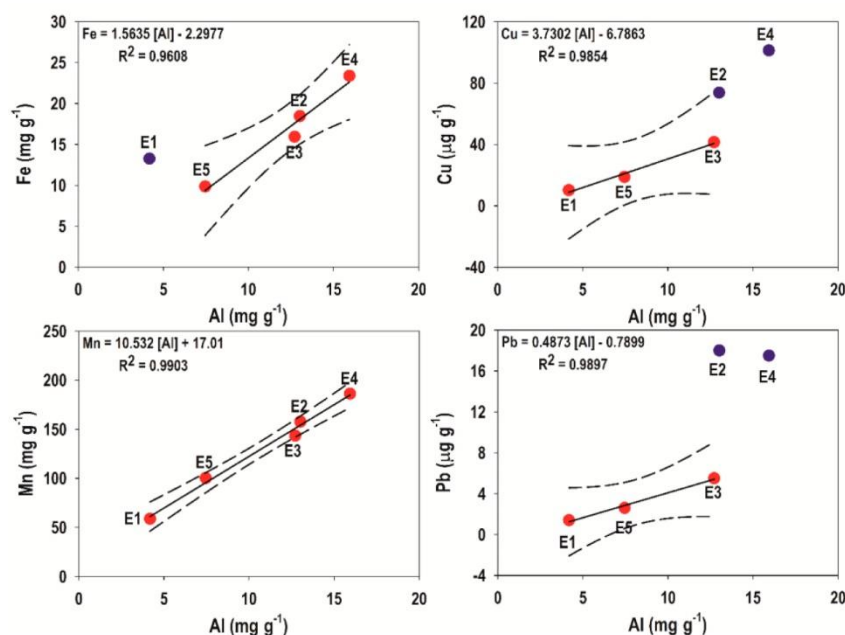 Fe = 1.5635 [Al] - 2.2977
R² = 0.9608
30
25
20
15
10
5
0
Fe (mg g⁻¹)
E1
E5
E2
E3
E4
0
5
10
15
20
Al (mg g⁻¹)
Cu = 3.7302 [Al] - 6.7863
R² = 0.9854
120
80
40
0
-40
Cu (µg g⁻¹)
E1
E5
E2
E3
E4
0
5
10
15
20
Al (mg g⁻¹)
Mn = 10.532 [Al] + 17.01
R² = 0.9903
250
200
150
100
50
0
Mn (mg g⁻¹)
E1
E5
E2
E3
E4
0
5
10
15
20
Al (mg g⁻¹)
Pb = 0.4873 [Al] - 0.7899
R² = 0.9897
20
16
12
8
4
0
-4
Pb (µg g⁻¹)
E1
E5
E2
E3
E4
0
5
10
15
20
Al (mg g⁻¹)